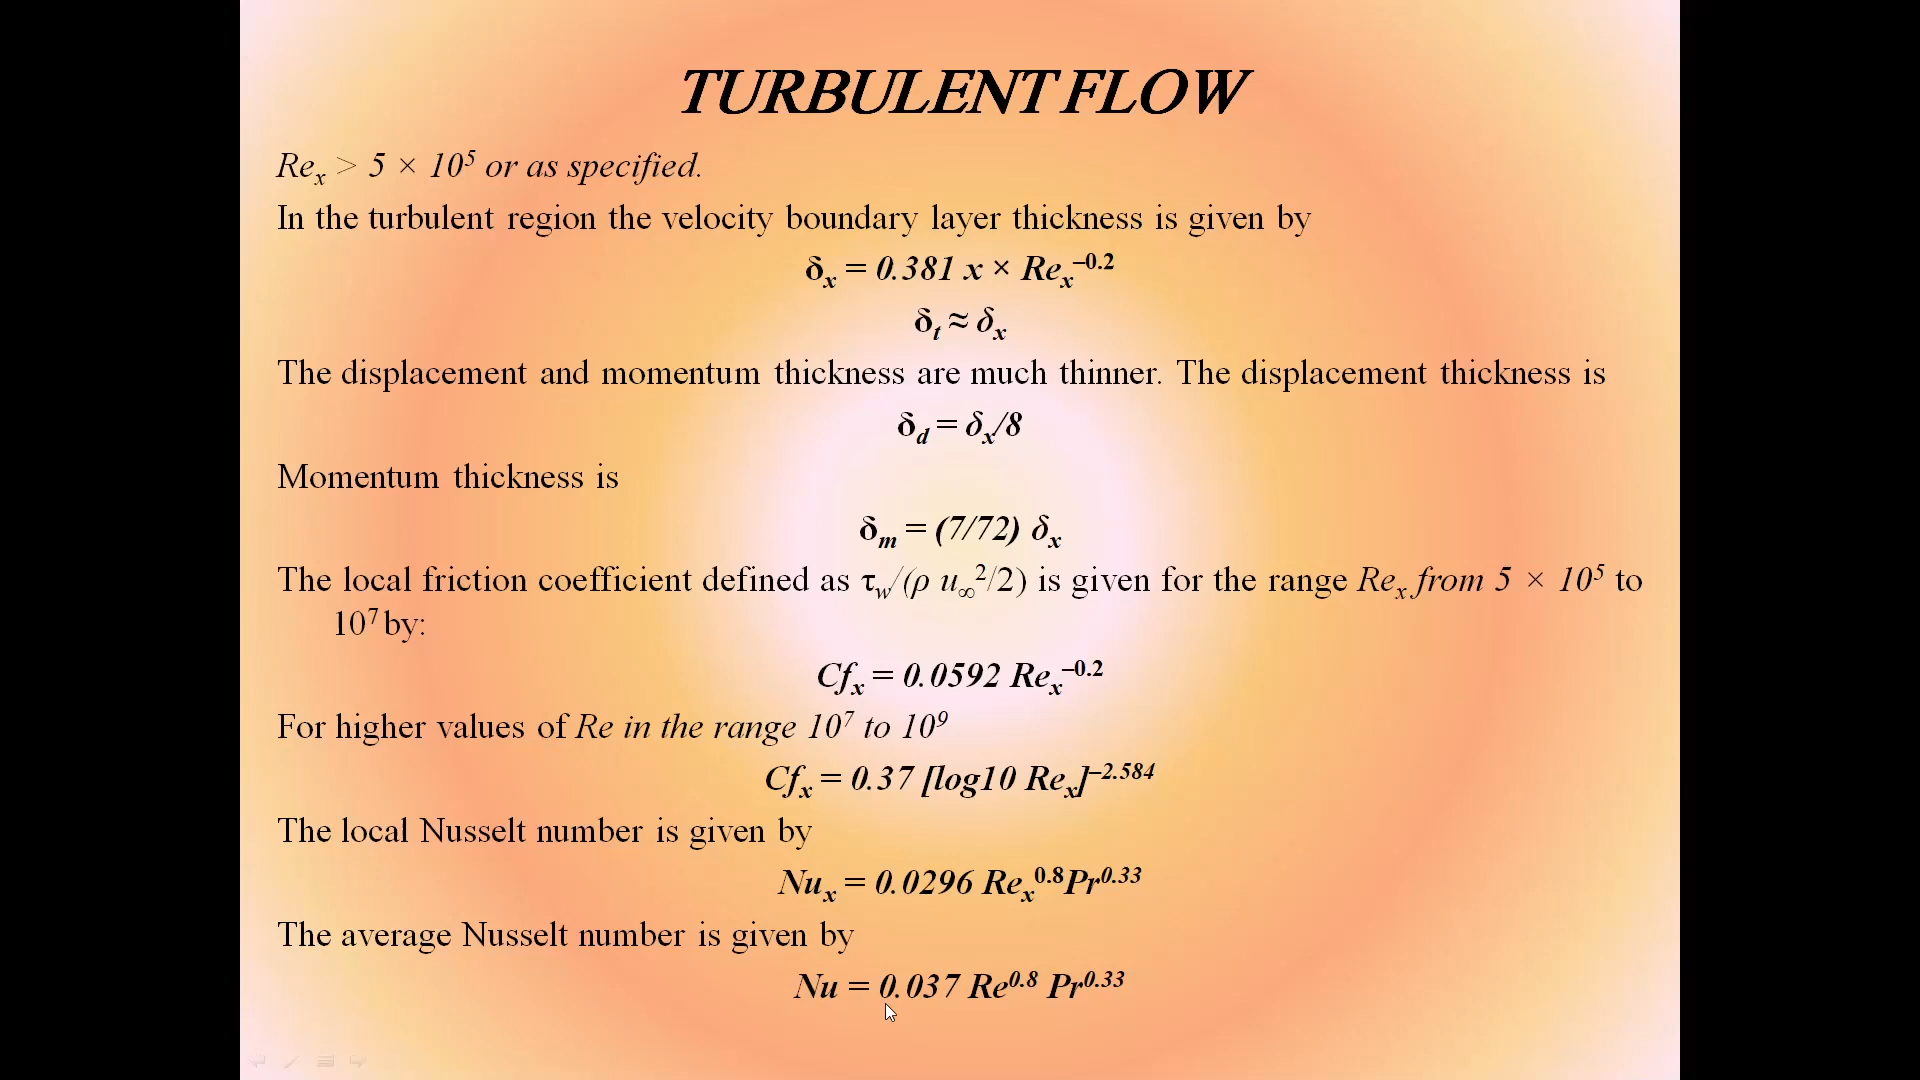 TURBULENT FLOW
Reₓ > 5 × 10⁵ or as specified.
In the turbulent region the velocity boundary layer thickness is given by
δₓ = 0.381 x × Reₓ⁻⁰·²
δₜ ≈ δₓ
The displacement and momentum thickness are much thinner. The displacement thickness is
δ_d = δₓ/8
Momentum thickness is
δₘ = (7/72) δₓ
The local friction coefficient defined as τ_w/(ρ u_∞²/2) is given for the range Reₓ from 5 × 10⁵ to
10⁷ by:
Cfₓ = 0.0592 Reₓ⁻⁰·²
For higher values of Re in the range 10⁷ to 10⁹
Cfₓ = 0.37 [log10 Reₓ]⁻²·⁵⁸⁴
The local Nusselt number is given by
Nuₓ = 0.0296 Reₓ⁰·⁸Pr⁰·³³
The average Nusselt number is given by
Nu = 0.037 Re⁰·⁸ Pr⁰·³³